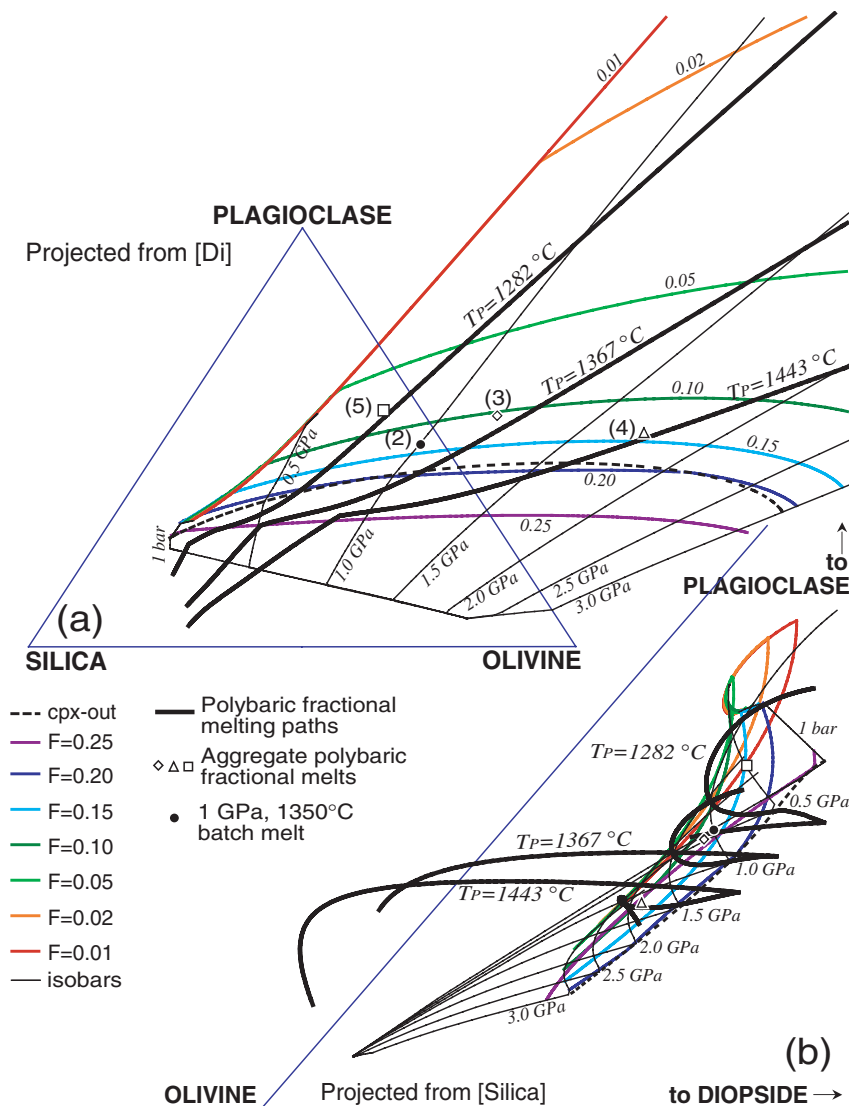 0.01
0.02
PLAGIOCLASE
Projected from [Di]
TP=1282 °C
0.05
TP=1367 °C
TP=1443 °C
(5)
(3)
0.10
(2)
(4)
0.5 GPa
0.15
0.20
0.25
1 bar
1.0 GPa
1.5 GPa
2.0 GPa
2.5 GPa
3.0 GPa
to
PLAGIOCLASE
(a)
SILICA
OLIVINE
cpx-out
F=0.25
F=0.20
F=0.15
F=0.10
F=0.05
F=0.02
F=0.01
isobars
Polybaric fractional
melting paths
Aggregate polybaric
fractional melts
1 GPa, 1350°C
batch melt
1 bar
TP=1282 °C
0.5 GPa
TP=1367 °C
1.0 GPa
TP=1443 °C
1.5 GPa
2.0 GPa
2.5 GPa
3.0 GPa
(b)
OLIVINE
Projected from [Silica]
to DIOPSIDE →